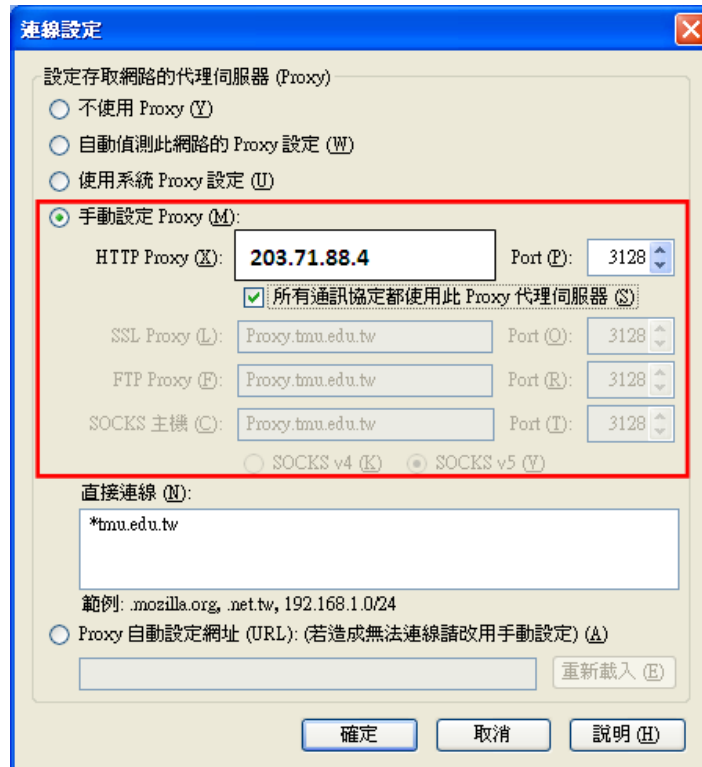 連線設定
設定存取網路的代理伺服器 (Proxy)
不使用 Proxy (Y)
自動偵測此網路的 Proxy 設定 (W)
使用系統 Proxy 設定 (U)
手動設定 Proxy (M):
HTTP Proxy (X): 203.71.88.4 Port (P): 3128
所有通訊協定都使用此 Proxy 代理伺服器 (S)
SSL Proxy (L): Proxy.tmu.edu.tw Port (O): 3128
FTP Proxy (F): Proxy.tmu.edu.tw Port (R): 3128
SOCKS 主機 (C): Proxy.tmu.edu.tw Port (T): 3128
SOCKS v4 (K) SOCKS v5 (V)
直接連線 (N):
*tmu.edu.tw
範例: .mozilla.org, .net.tw, 192.168.1.0/24
Proxy 自動設定網址 (URL): (若造成無法連線請改用手動設定) (A)
重新載入 (E)
確定 取消 說明 (H)